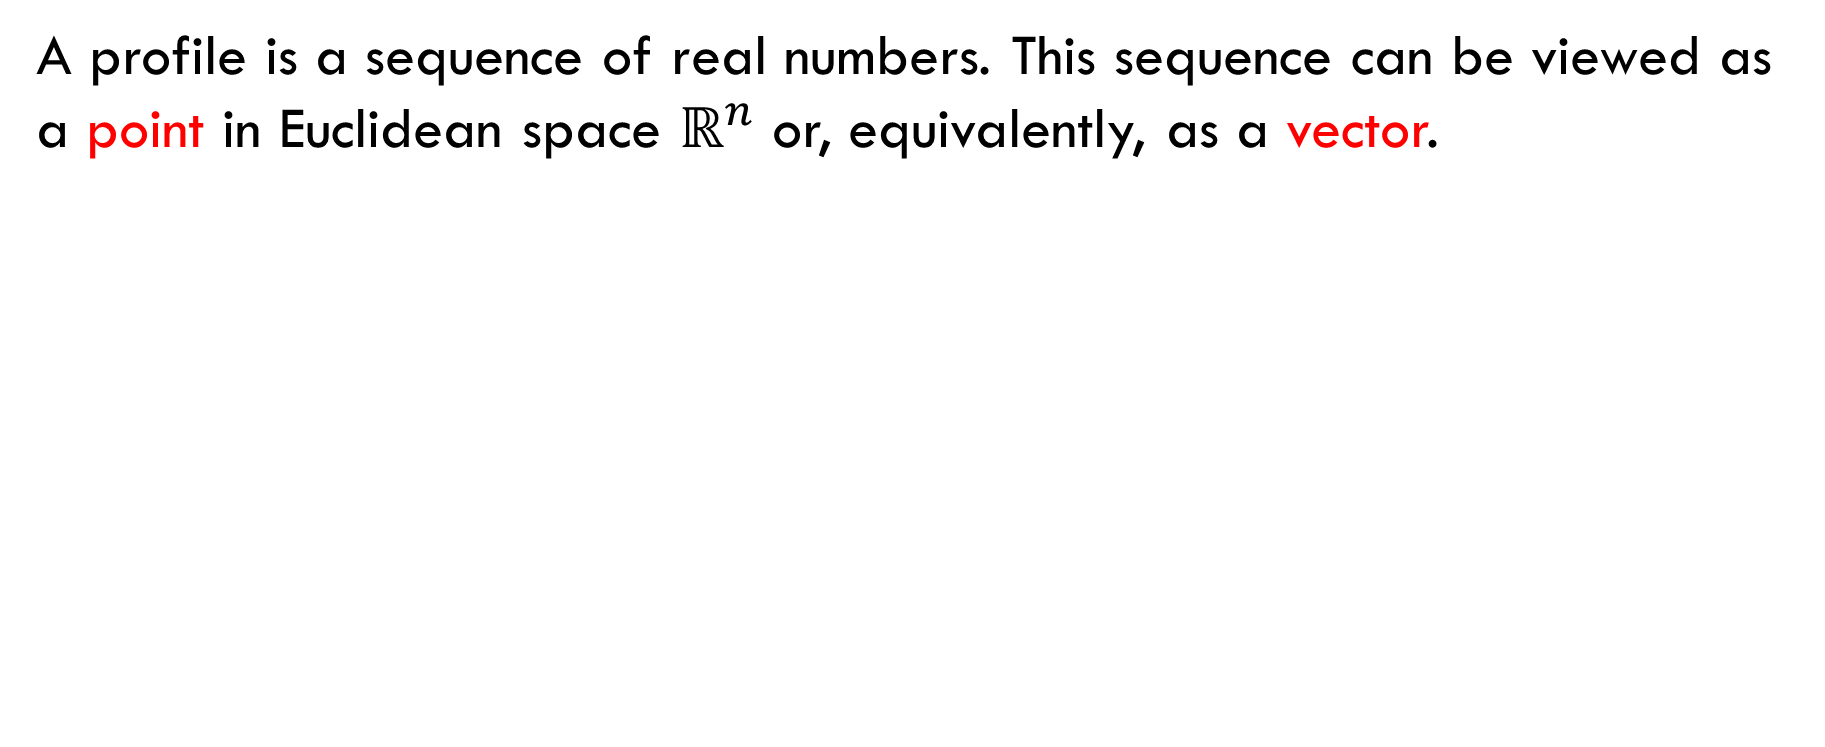 A profile is a sequence of real numbers. This sequence can be viewed as
a point in Euclidean space ℝⁿ or, equivalently, as a vector.